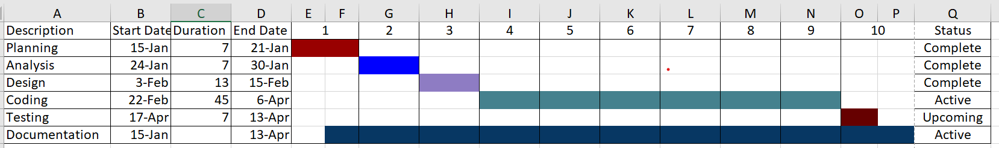 A B C D E F G H I J K L M N O P Q
Description Start Date Duration End Date 1 2 3 4 5 6 7 8 9 10 Status
Planning 15-Jan 7 21-Jan Complete
Analysis 24-Jan 7 30-Jan Complete
Design 3-Feb 13 15-Feb Complete
Coding 22-Feb 45 6-Apr Active
Testing 17-Apr 7 13-Apr Upcoming
Documentation 15-Jan 13-Apr Active